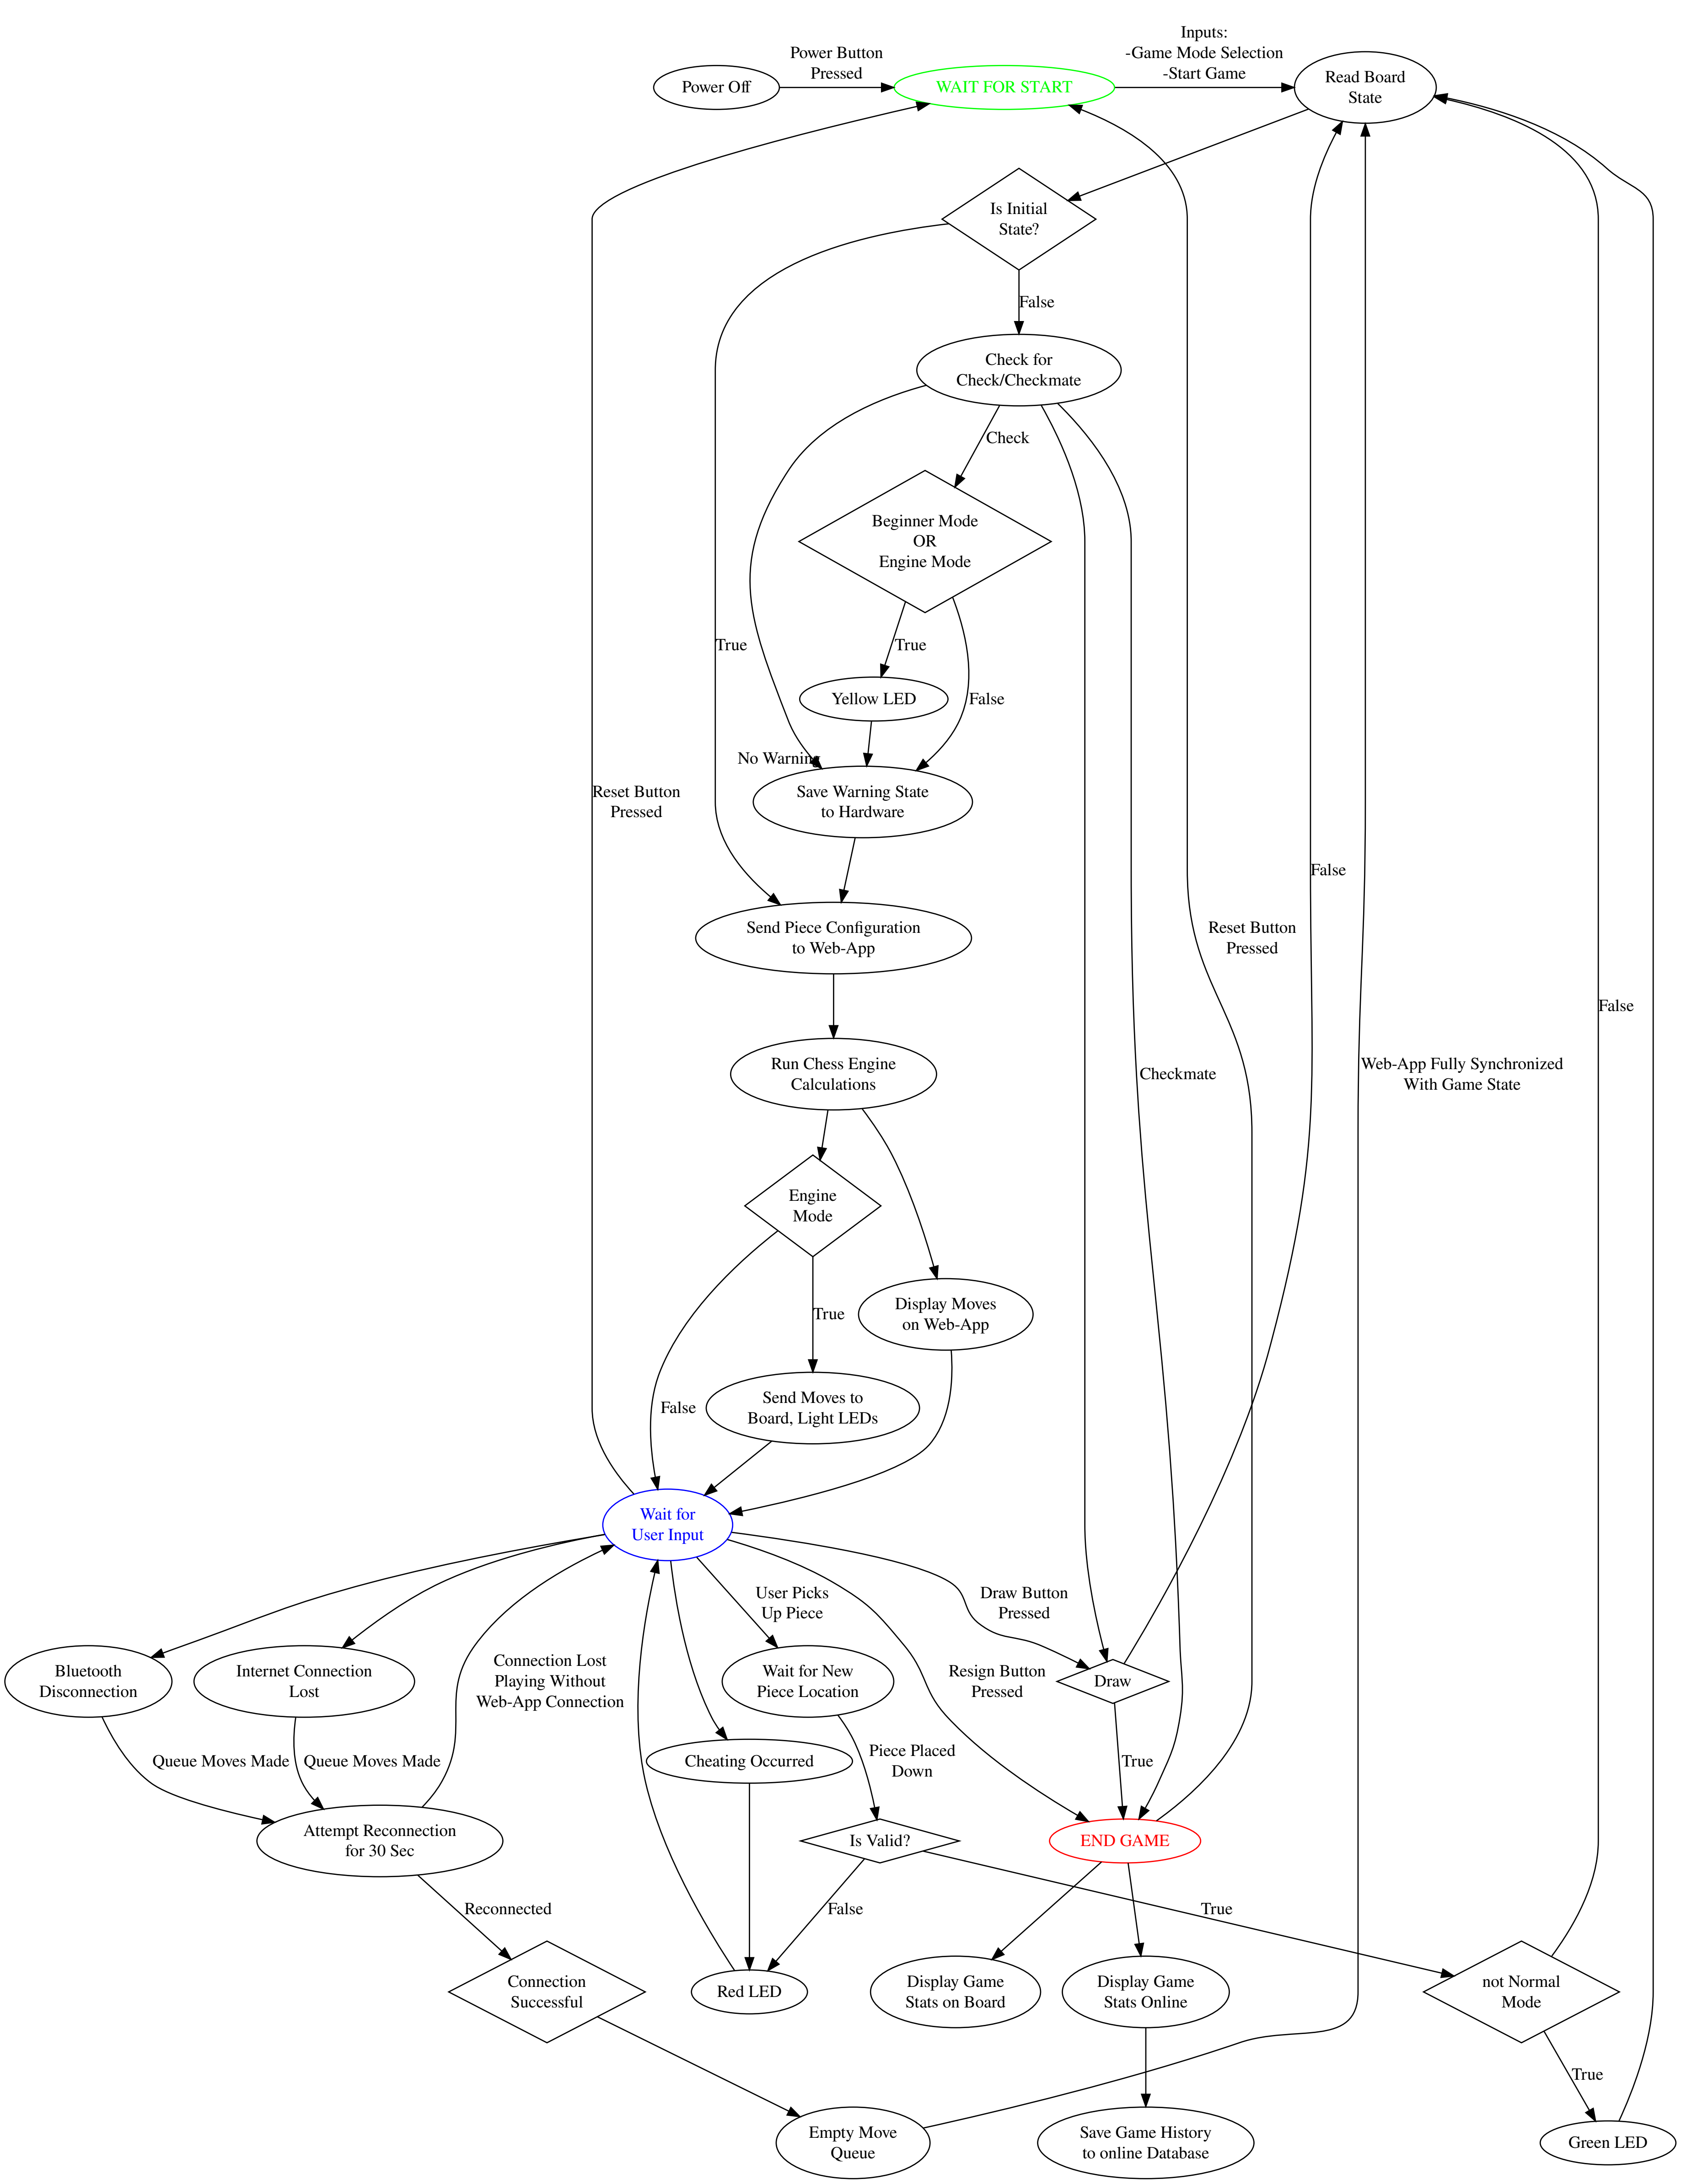 Inputs:
-Game Mode Selection
-Start Game
Power Button
Pressed
Power Off
WAIT FOR START
Read Board
State
Is Initial
State?
False
Check for
Check/Checkmate
Check
Beginner Mode
OR
Engine Mode
True
True
Yellow LED
False
No Warning
Save Warning State
to Hardware
Reset Button
Pressed
False
Send Piece Configuration
to Web-App
Reset Button
Pressed
False
Run Chess Engine
Calculations
Checkmate
Web-App Fully Synchronized
With Game State
Engine
Mode
True
Display Moves
on Web-App
False
Send Moves to
Board, Light LEDs
Wait for
User Input
User Picks
Up Piece
Draw Button
Pressed
Bluetooth
Disconnection
Internet Connection
Lost
Connection Lost
Playing Without
Web-App Connection
Wait for New
Piece Location
Resign Button
Pressed
Draw
Queue Moves Made
Queue Moves Made
Cheating Occurred
Piece Placed
Down
True
Attempt Reconnection
for 30 Sec
Is Valid?
END GAME
Reconnected
False
True
Connection
Successful
Red LED
Display Game
Stats on Board
Display Game
Stats Online
not Normal
Mode
True
Empty Move
Queue
Save Game History
to online Database
Green LED